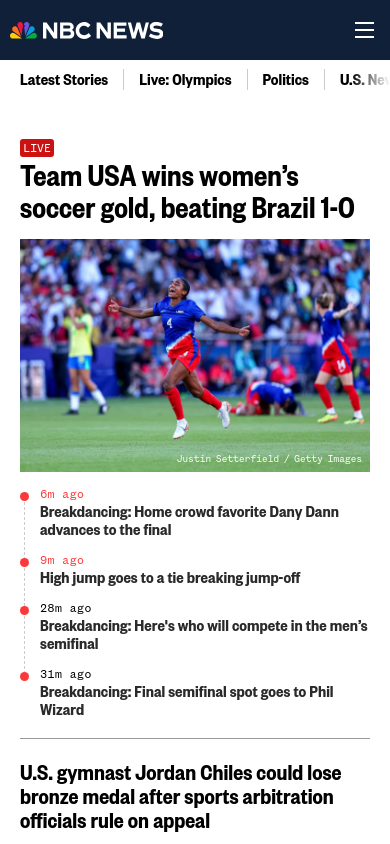 NBC NEWS
Latest Stories
Live: Olympics
Politics
U.S.
LIVE
Team USA wins women’s
soccer gold, beating Brazil 1-0
4
14
Justin Setterfield / Getty Images
6m ago
Breakdancing: Home crowd favorite Dany Dann
advances to the final
9m ago
High jump goes to a tie breaking jump-off
28m ago
Breakdancing: Here's who will compete in the men’s
semifinal
31m ago
Breakdancing: Final semifinal spot goes to Phil
Wizard
U.S. gymnast Jordan Chiles could lose
bronze medal after sports arbitration
officials rule on appeal